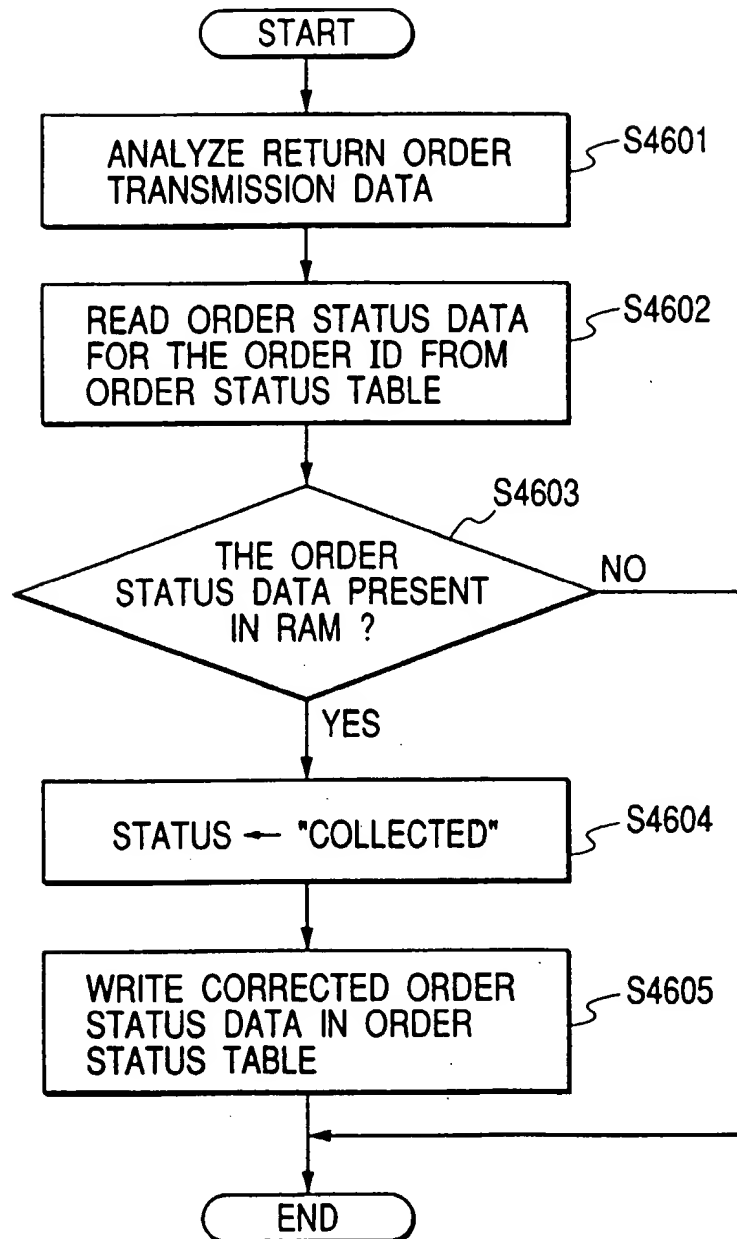 START
ANALYZE RETURN ORDER
TRANSMISSION DATA
S4601
READ ORDER STATUS DATA
FOR THE ORDER ID FROM
ORDER STATUS TABLE
S4602
S4603
THE ORDER
STATUS DATA PRESENT
IN RAM ?
NO
YES
STATUS ← "COLLECTED"
S4604
WRITE CORRECTED ORDER
STATUS DATA IN ORDER
STATUS TABLE
S4605
END